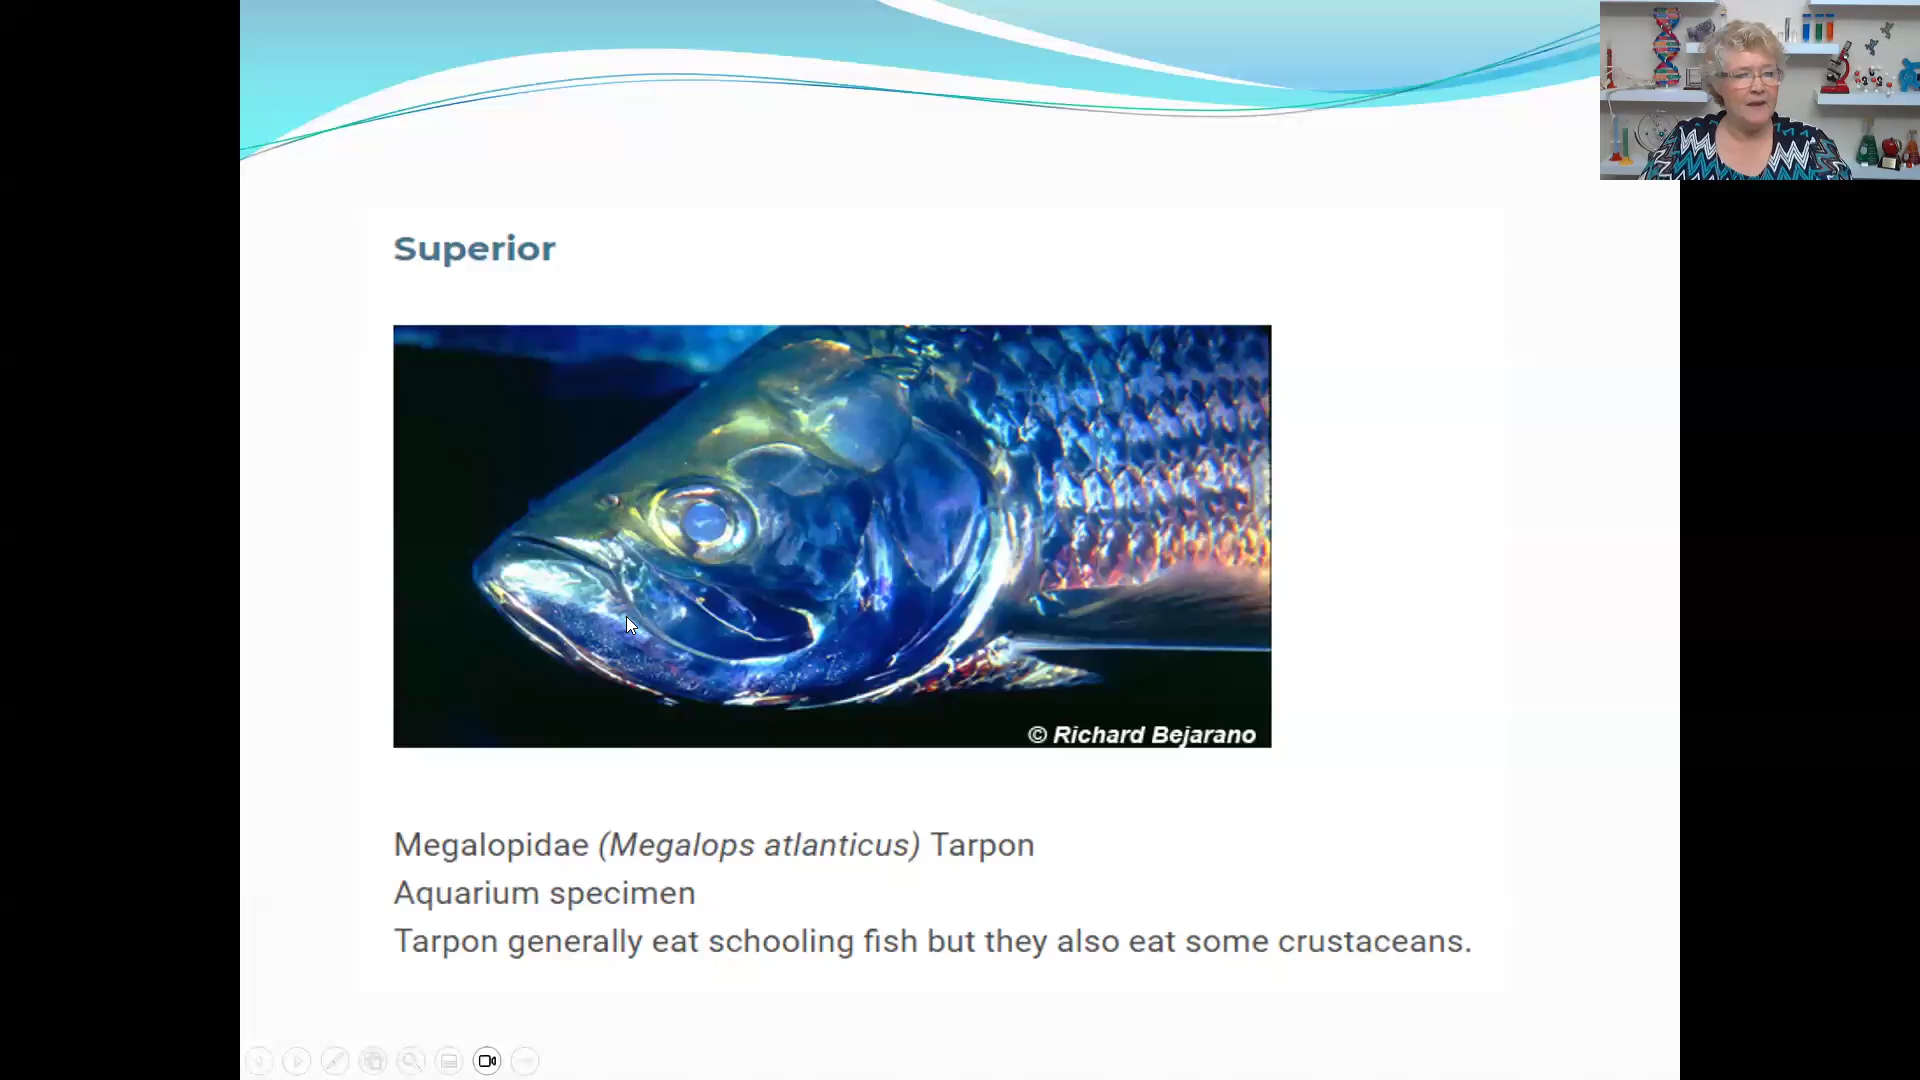 Superior
© Richard Bejarano
Megalopidae (Megalops atlanticus) Tarpon
Aquarium specimen
Tarpon generally eat schooling fish but they also eat some crustaceans.